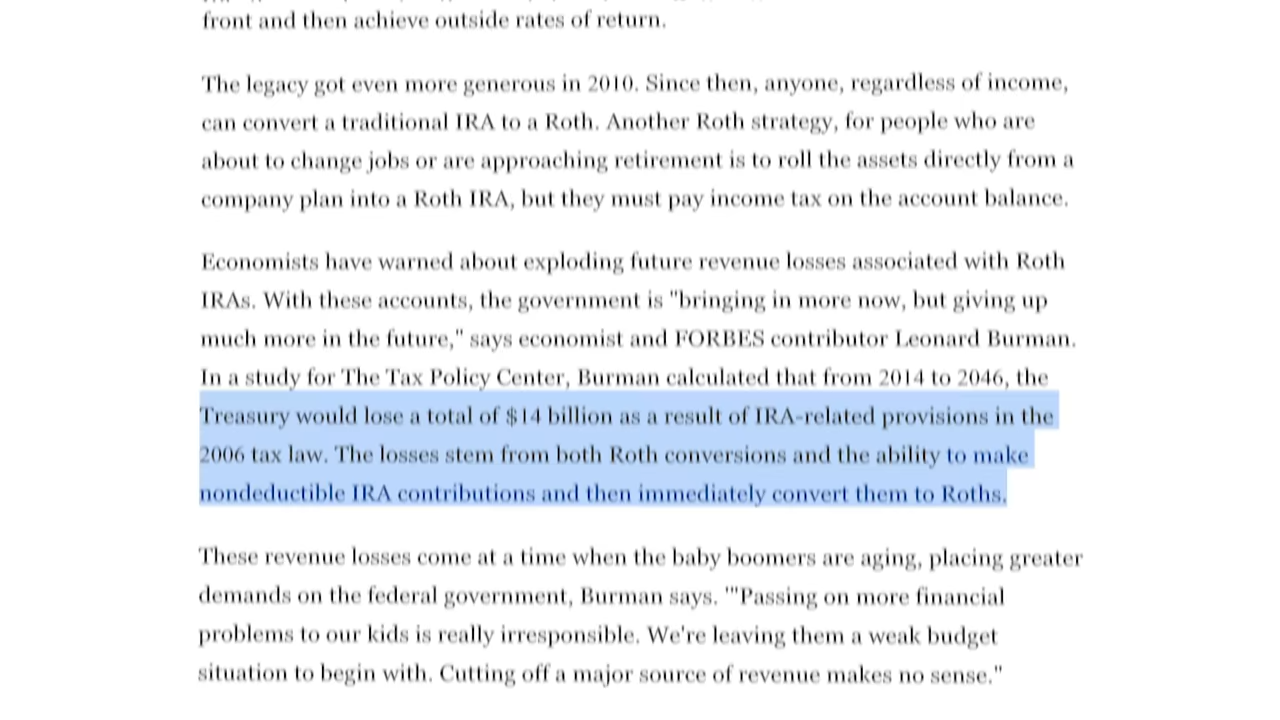 front and then achieve outside rates of return.
The legacy got even more generous in 2010. Since then, anyone, regardless of income,
can convert a traditional IRA to a Roth. Another Roth strategy, for people who are
about to change jobs or are approaching retirement is to roll the assets directly from a
company plan into a Roth IRA, but they must pay income tax on the account balance.
Economists have warned about exploding future revenue losses associated with Roth
IRAs. With these accounts, the government is "bringing in more now, but giving up
much more in the future," says economist and FORBES contributor Leonard Burman.
In a study for The Tax Policy Center, Burman calculated that from 2014 to 2046, the
Treasury would lose a total of $14 billion as a result of IRA-related provisions in the
2006 tax law. The losses stem from both Roth conversions and the ability to make
nondeductible IRA contributions and then immediately convert them to Roths.
These revenue losses come at a time when the baby boomers are aging, placing greater
demands on the federal government, Burman says. '"Passing on more financial
problems to our kids is really irresponsible. We're leaving them a weak budget
situation to begin with. Cutting off a major source of revenue makes no sense."